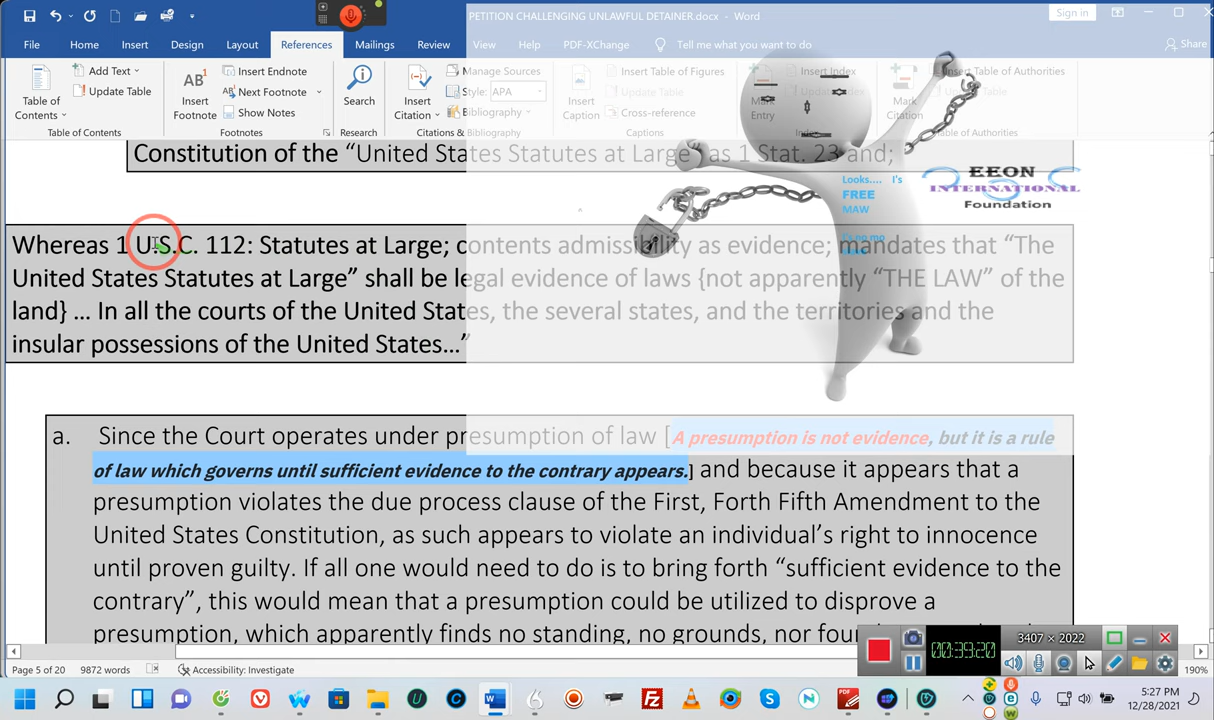 PETITION CHALLENGING UNLAWFUL DETAINER.docx - Word
Sign in
File Home Insert Design Layout References Mailings Review View Help PDF-XChange Tell me what you want to do Share
Table of Contents
Add Text
Update Table
Table of Contents
AB¹
Insert Footnote
Insert Endnote
Next Footnote
Show Notes
Footnotes
Search
Research
Insert Citation
Manage Sources
Style: APA
Bibliography
Citations & Bibliography
Insert Caption
Insert Table of Figures
Update Table
Cross-reference
Captions
Mark Entry
Insert Index
Mark Citation
Insert Table of Authorities
Table of Authorities
Constitution of the “United States Statutes at Large” as 1 Stat. 23 and;
EEON
INTERNATIONAL
Foundation
Looks.... I's
FREE
MAW
Whereas 1 U.S.C. 112: Statutes at Large; contents admissibility as evidence; mandates that “The
United States Statutes at Large” shall be legal evidence of laws {not apparently “THE LAW” of the
land} ... In all the courts of the United States, the several states, and the territories and the
insular possessions of the United States...”
a. Since the Court operates under presumption of law [A presumption is not evidence, but it is a rule
of law which governs until sufficient evidence to the contrary appears.] and because it appears that a
presumption violates the due process clause of the First, Forth Fifth Amendment to the
United States Constitution, as such appears to violate an individual’s right to innocence
until proven guilty. If all one would need to do is to bring forth “sufficient evidence to the
contrary”, this would mean that a presumption could be utilized to disprove a
presumption, which apparently finds no standing, no grounds, nor
00:39:20
3407 × 2022
Page 5 of 20 9872 words Accessibility: Investigate 190%
5:27 PM
12/28/2021